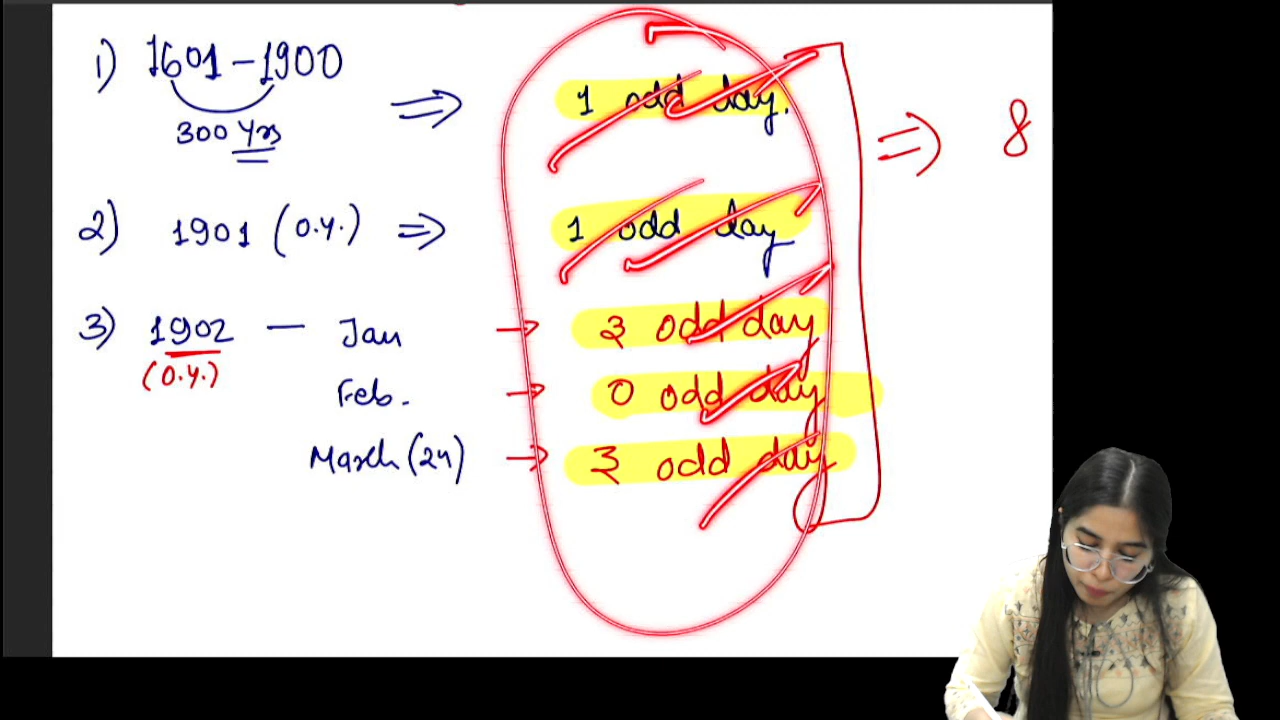 1) 1601 - 1900 ⇒ 1 odd day.
300 Yrs
2) 1901 (O.Y.) ⇒ 1 odd day
3) 1902 — Jan → 3 odd day
(O.Y.)
Feb. → 0 odd day
March (24) → 3 odd day
⇒ 8